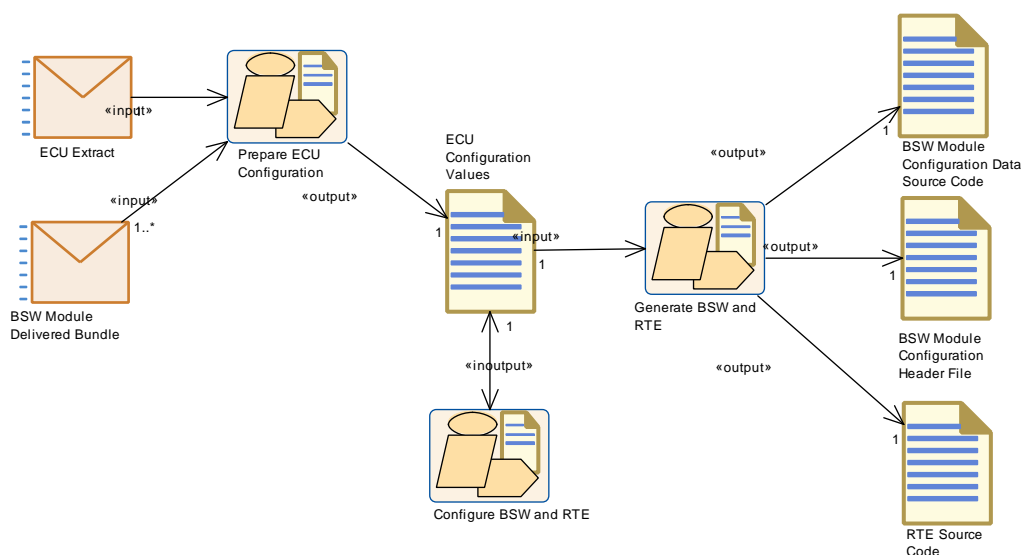 ECU Extract
«input»
1
Prepare ECU
Configuration
«input»
1..*
BSW Module
Delivered Bundle
«output»
1
ECU
Configuration
Values
«input»
1
1
«inoutput»
Configure BSW and RTE
Generate BSW and
RTE
«output»
1
BSW Module
Configuration Data
Source Code
«output»
1
BSW Module
Configuration
Header File
«output»
1
RTE Source
Code